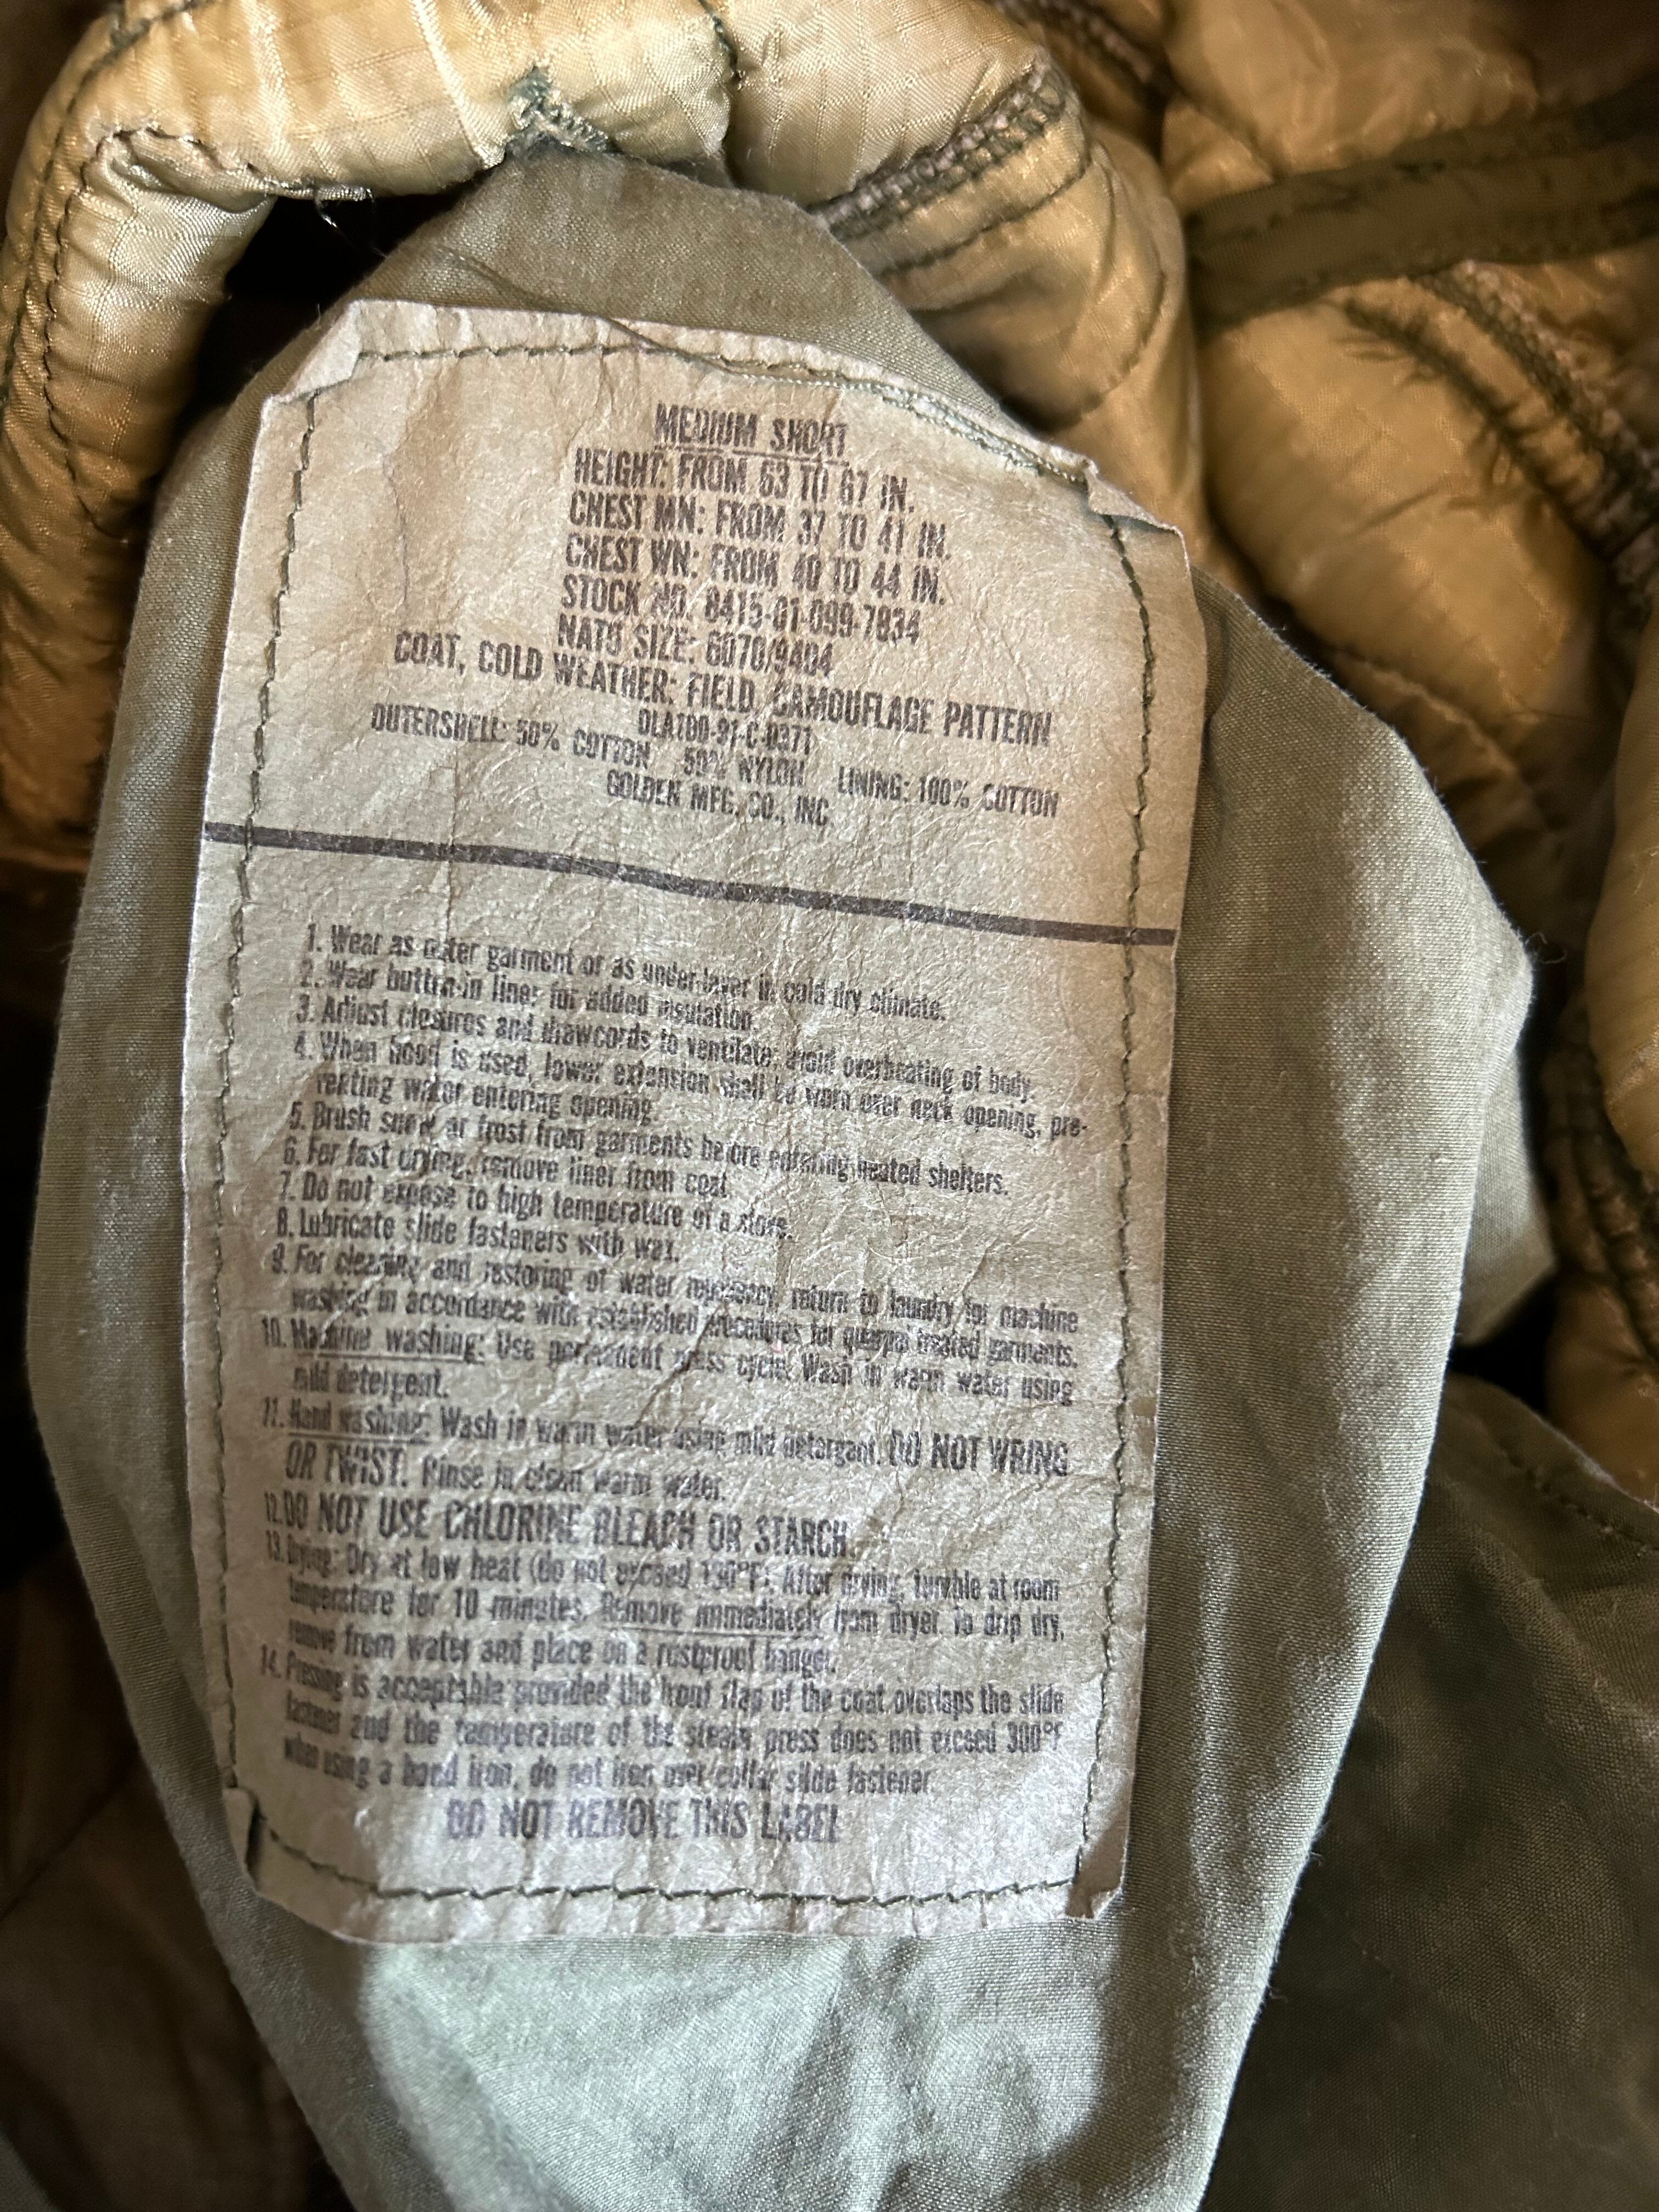 MEDIUM SHORT
HEIGHT: FROM 63 TO 67 IN.
CHEST MN: FROM 37 TO 41 IN.
CHEST WN: FROM 40 TO 44 IN.
STOCK NO. 8415-01-099-7834
NATO SIZE: 6070/9404
COAT, COLD WEATHER: FIELD, CAMOUFLAGE PATTERN
DLA100-91-C-0371
OUTERSHELL: 50% COTTON 50% NYLON LINING: 100% COTTON
GOLDEN MFG. CO., INC.
1. Wear as outer garment or as under-layer in cold dry climate.
2. Wear button-in liner for added insulation.
3. Adjust closures and drawcords to ventilate; avoid overheating of body.
4. When hood is used, lower extension shall be worn over neck opening, pre-
venting water entering opening.
5. Brush snow or frost from garments before entering heated shelters.
6. For fast drying, remove liner from coat.
7. Do not expose to high temperature of a stove.
8. Lubricate slide fasteners with wax.
9. For cleaning and restoring of water repellency, return to laundry for machine
washing in accordance with established procedures for quarpel treated garments.
10. Machine washing: Use permanent press cycle. Wash in warm water using
mild detergent.
11. Hand washing: Wash in warm water using mild detergent. DO NOT WRING
OR TWIST. Rinse in clean warm water.
12. DO NOT USE CHLORINE BLEACH OR STARCH.
13. Drying: Dry at low heat (do not exceed 130°F). After drying, tumble at room
temperature for 10 minutes. Remove immediately from dryer. To drip dry,
remove from water and place on a rustproof hanger.
14. Pressing is acceptable provided the front flap of the coat overlaps the slide
fastener and the temperature of the steam press does not exceed 300°F
when using a hand iron, do not iron over collar slide fastener.
DO NOT REMOVE THIS LABEL